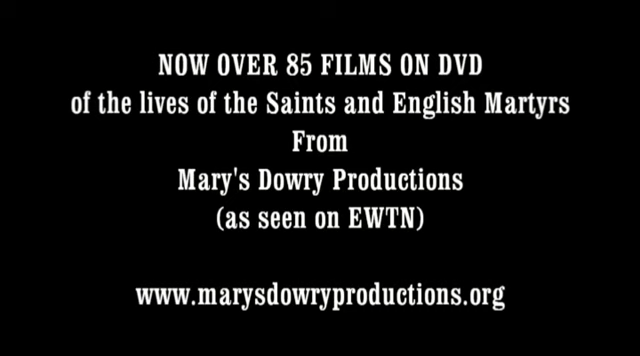 NOW OVER 85 FILMS ON DVD
of the lives of the Saints and English Martyrs
From
Mary's Dowry Productions
(as seen on EWTN)
www.marysdowryproductions.org